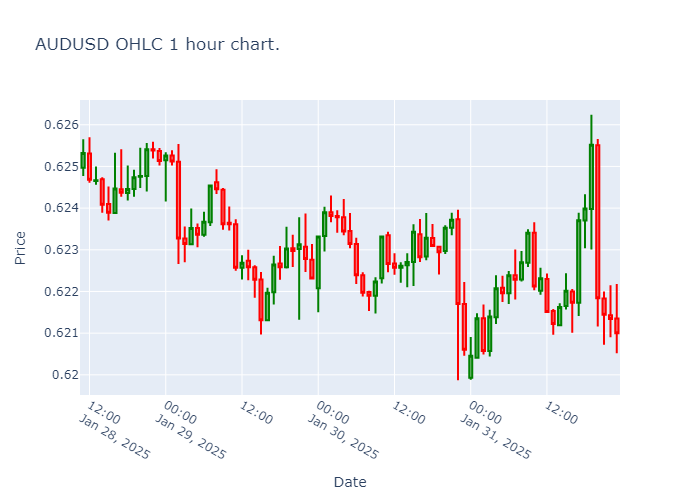 AUDUSD OHLC 1 hour chart.
0.626
0.625
0.624
0.623
0.622
0.621
0.62
Price
12:00
Jan 28, 2025
00:00
Jan 29, 2025
12:00
00:00
Jan 30, 2025
12:00
00:00
Jan 31, 2025
12:00
Date